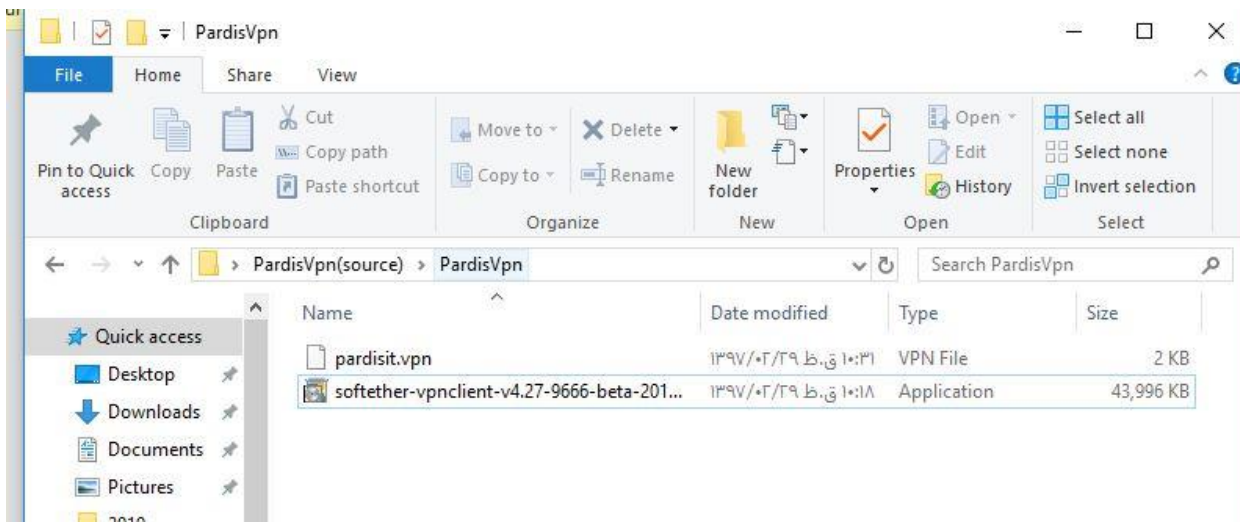 PardisVpn
File Home Share View
Pin to Quick access
Copy
Paste
Cut
Copy path
Paste shortcut
Clipboard
Move to
Copy to
Delete
Rename
Organize
New folder
New
Properties
Open
Edit
History
Open
Select all
Select none
Invert selection
Select
PardisVpn(source) PardisVpn
Search PardisVpn
Name Date modified Type Size
Quick access
Desktop
Downloads
Documents
Pictures
pardisit.vpn ۱۳۹۷/۰۲/۲۹ ق.ظ ۱۰:۳۱ VPN File 2 KB
softether-vpnclient-v4.27-9666-beta-201... ۱۳۹۷/۰۲/۲۹ ق.ظ ۱۰:۱۸ Application 43,996 KB